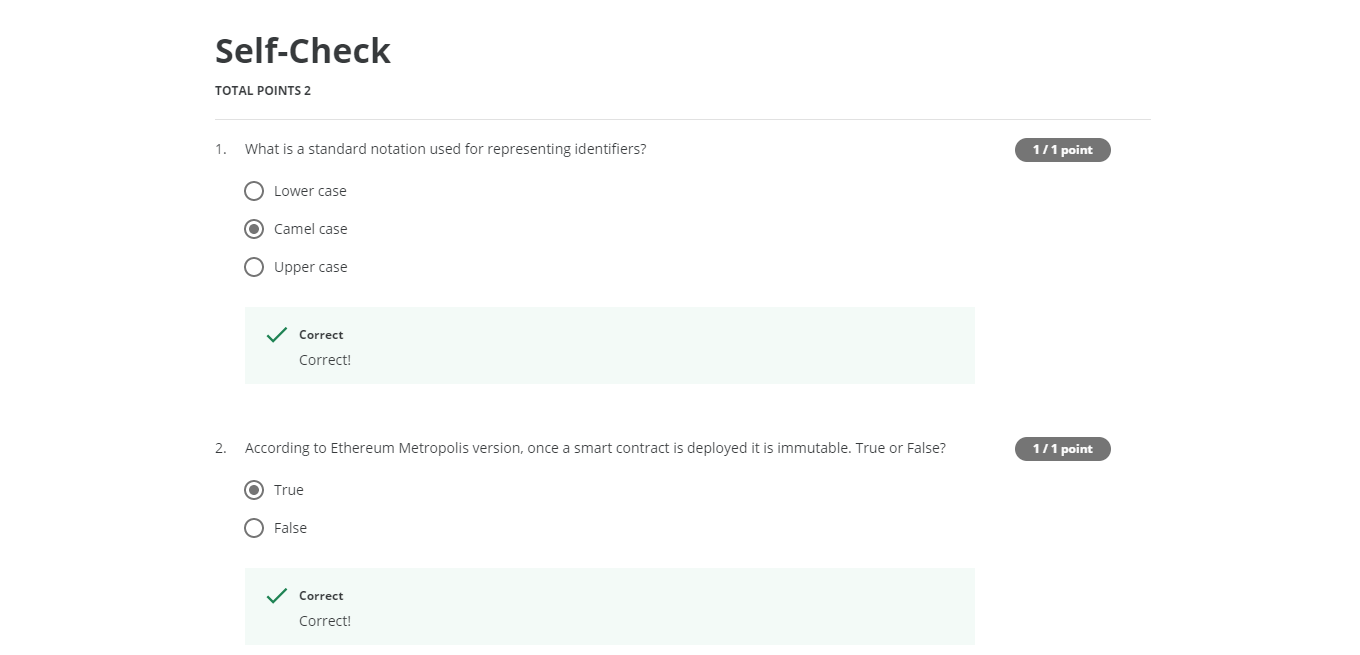 Self-Check
TOTAL POINTS 2
1. What is a standard notation used for representing identifiers? 1 / 1 point
Lower case
Camel case
Upper case
Correct
Correct!
2. According to Ethereum Metropolis version, once a smart contract is deployed it is immutable. True or False? 1 / 1 point
True
False
Correct
Correct!